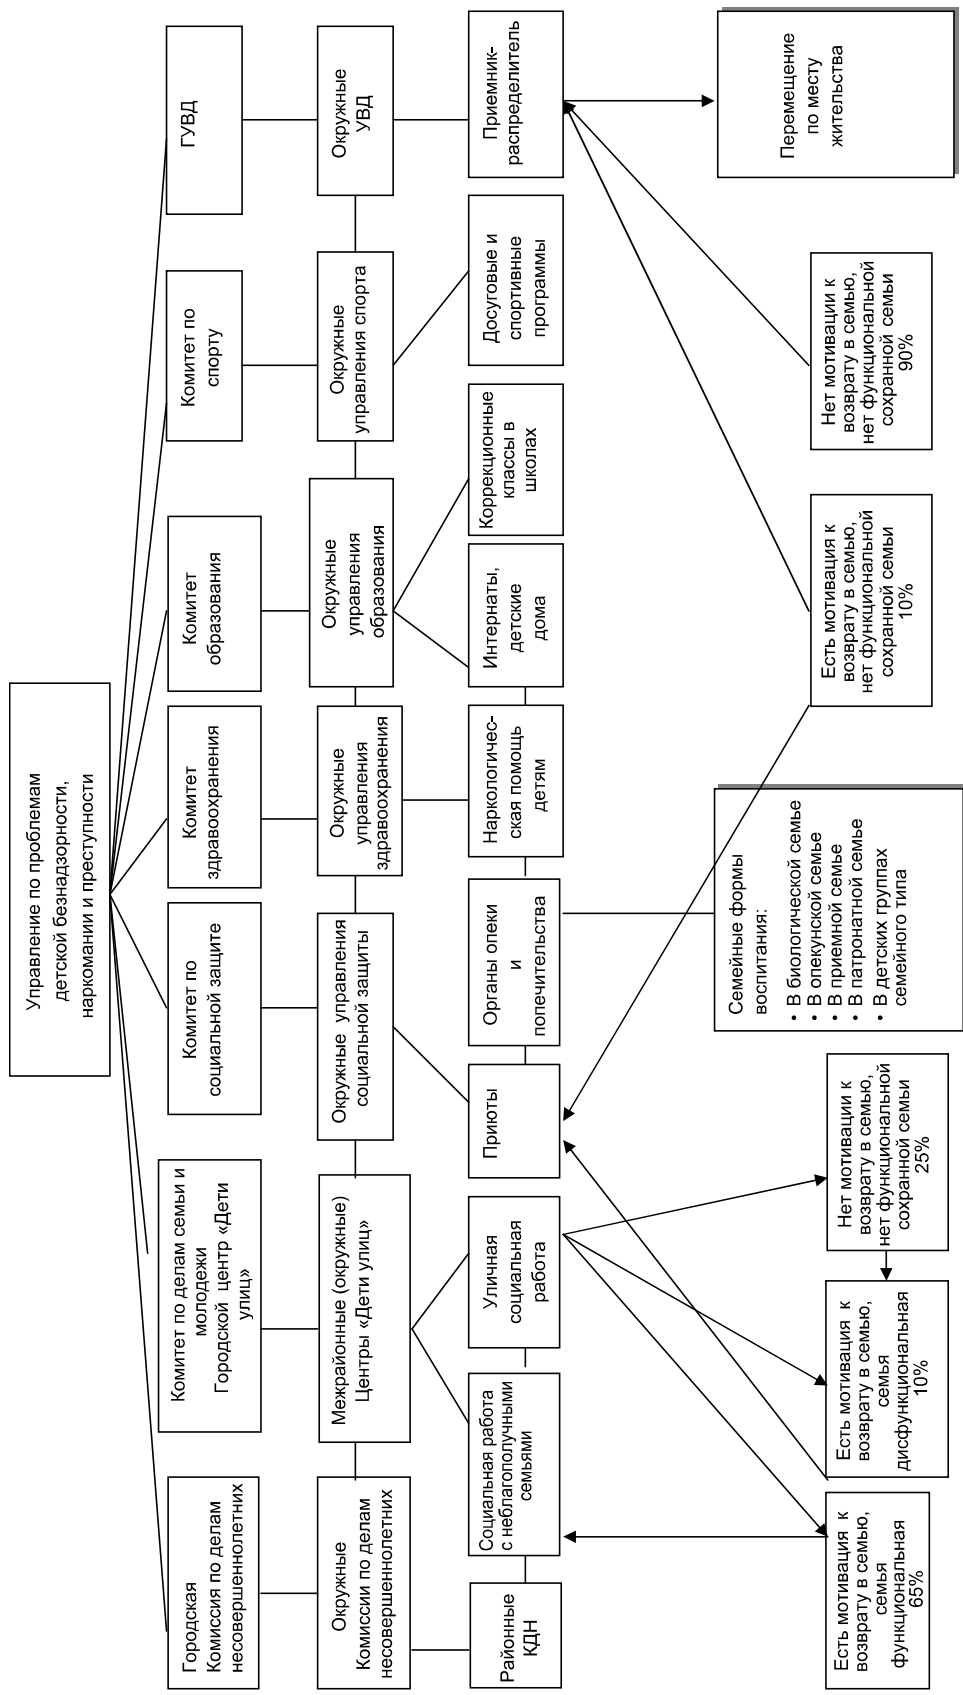 Управление по проблемам
детской безнадзорности,
наркомании и преступности
Городская
Комиссия по делам
несовершеннолетних
Комитет по делам семьи и
молодежи
Городской центр «Дети
улиц»
Комитет по
социальной защите
Комитет
здравоохранения
Комитет
образования
Комитет по
спорту
ГУВД
Окружные
Комиссии по делам
несовершеннолетних
Межрайонные (окружные)
Центры «Дети улиц»
Окружные управления
социальной защиты
Окружные
управления
здравоохранения
Окружные
управления
образования
Окружные
управления спорта
Окружные
УВД
Районные
КДН
Социальная работа
с неблагополучными
семьями
Уличная
социальная
работа
Приюты
Органы опеки
и
попечительства
Наркологичес-
ская помощь
детям
Интернаты,
детские
дома
Коррекционные
классы в
школах
Досуговые и
спортивные
программы
Приемник-
распределитель
Семейные формы
воспитания:
• В биологической семье
• В опекунской семье
• В приемной семье
• В патронатной семье
• В детских группах
семейного типа
Перемещение
по месту
жительства
Есть мотивация к
возврату в семью,
семья
функциональная
65%
Есть мотивация к
возврату в семью,
семья
дисфункциональная
10%
Нет мотивации к
возврату в семью,
нет функциональной
сохранной семьи
25%
Есть мотивация к
возврату в семью,
нет функциональной
сохранной семьи
10%
Нет мотивации к
возврату в семью,
нет функциональной
сохранной семьи
90%